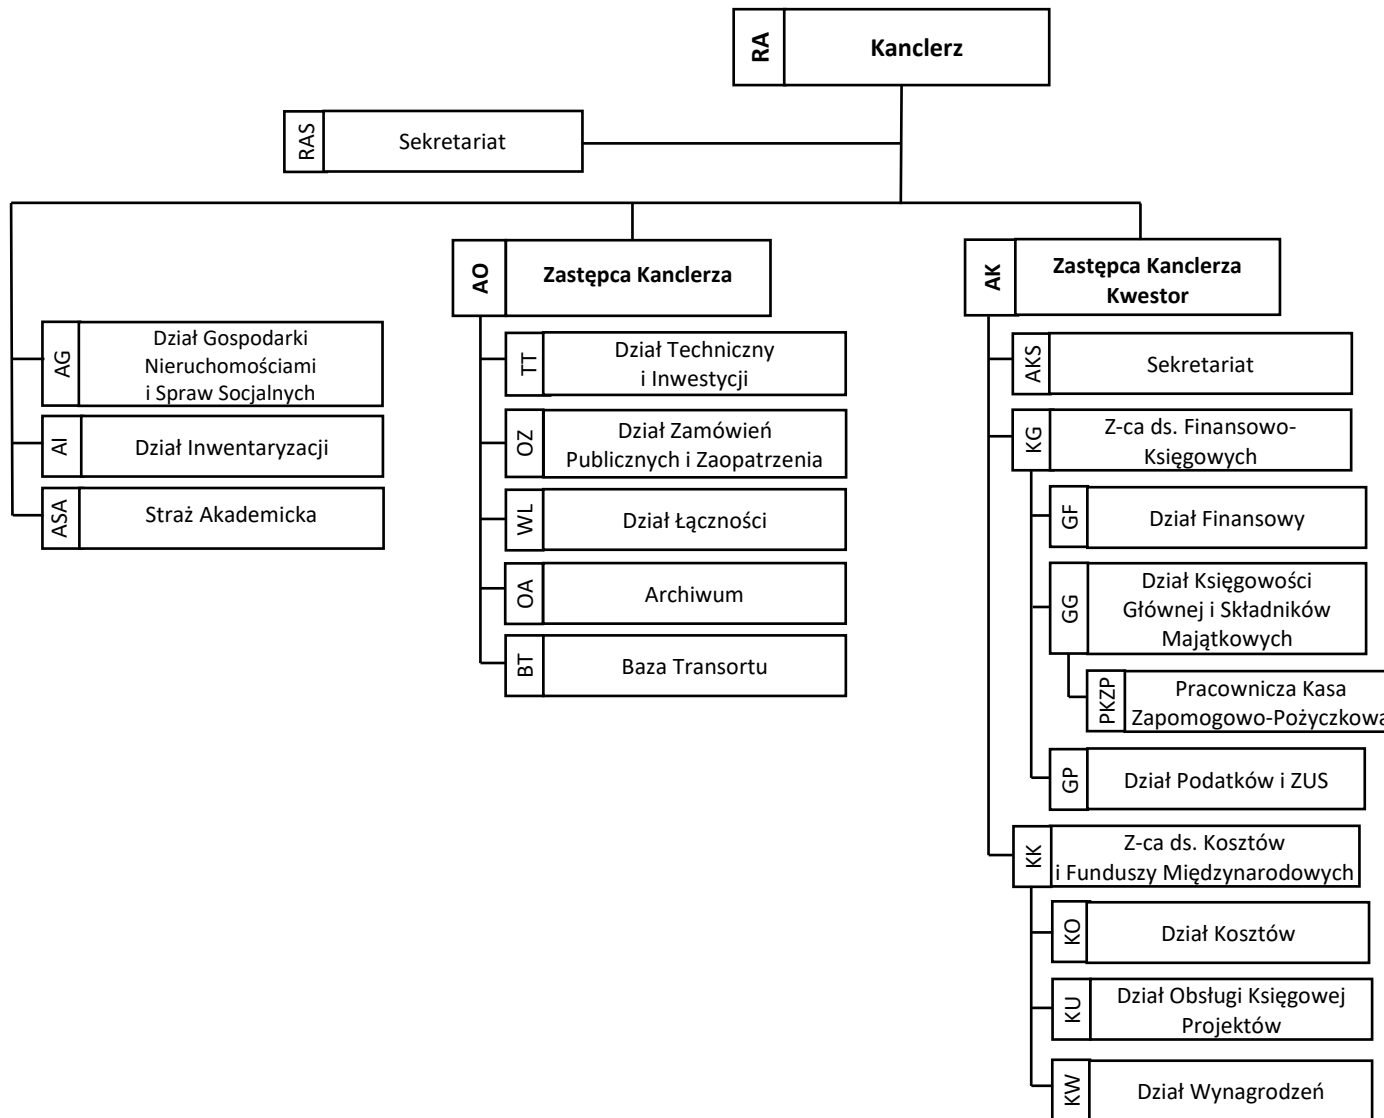 RA
Kanclerz
RAS
Sekretariat
AO
Zastępca Kanclerza
AK
Zastępca Kanclerza
Kwestor
AG
Dział Gospodarki
Nieruchomościami
i Spraw Socjalnych
AI
Dział Inwentaryzacji
ASA
Straż Akademicka
TT
Dział Techniczny
i Inwestycji
OZ
Dział Zamówień
Publicznych i Zaopatrzenia
WL
Dział Łączności
OA
Archiwum
BT
Baza Transortu
AKS
Sekretariat
KG
Z-ca ds. Finansowo-
Księgowych
GF
Dział Finansowy
GG
Dział Księgowości
Głównej i Składników
Majątkowych
PKZP
Pracownicza Kasa
Zapomogowo-Pożyczkowa
GP
Dział Podatków i ZUS
KK
Z-ca ds. Kosztów
i Funduszy Międzynarodowych
KO
Dział Kosztów
KU
Dział Obsługi Księgowej
Projektów
KW
Dział Wynagrodzeń